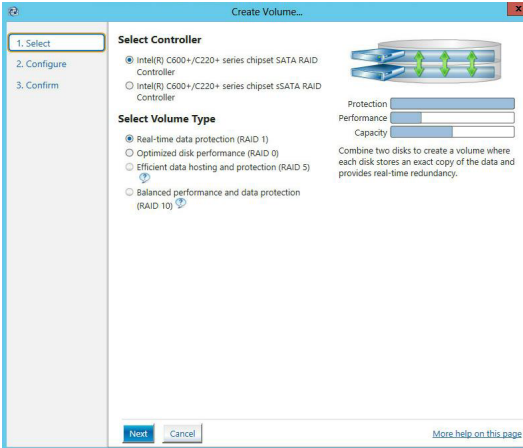 Create Volume...
x
1. Select
2. Configure
3. Confirm
Select Controller
Intel(R) C600+/C220+ series chipset SATA RAID
Controller
Intel(R) C600+/C220+ series chipset sSATA RAID
Controller
Select Volume Type
Real-time data protection (RAID 1)
Optimized disk performance (RAID 0)
Efficient data hosting and protection (RAID 5)
?
Balanced performance and data protection
(RAID 10) ?
Protection
Performance
Capacity
Combine two disks to create a volume where
each disk stores an exact copy of the data and
provides real-time redundancy.
Next
Cancel
More help on this page